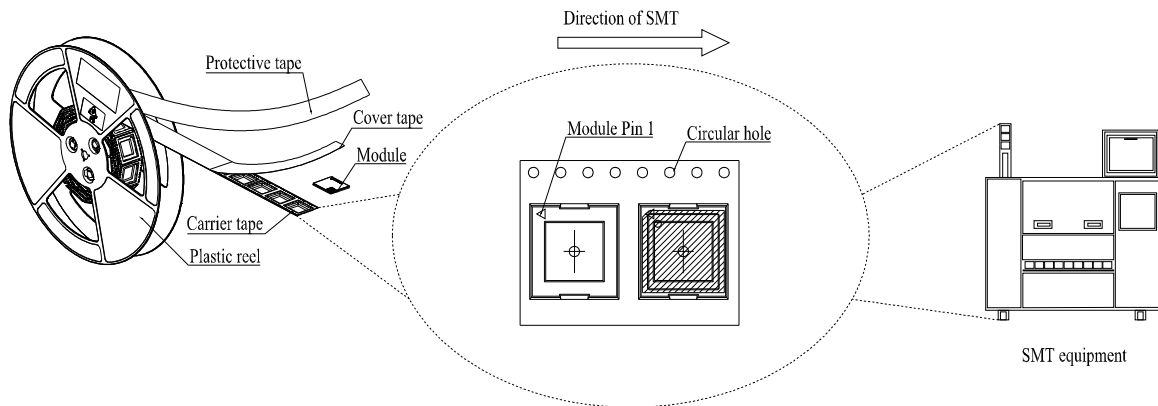 Direction of SMT
Protective tape
Cover tape
Module
Module Pin 1
Circular hole
Carrier tape
Plastic reel
SMT equipment